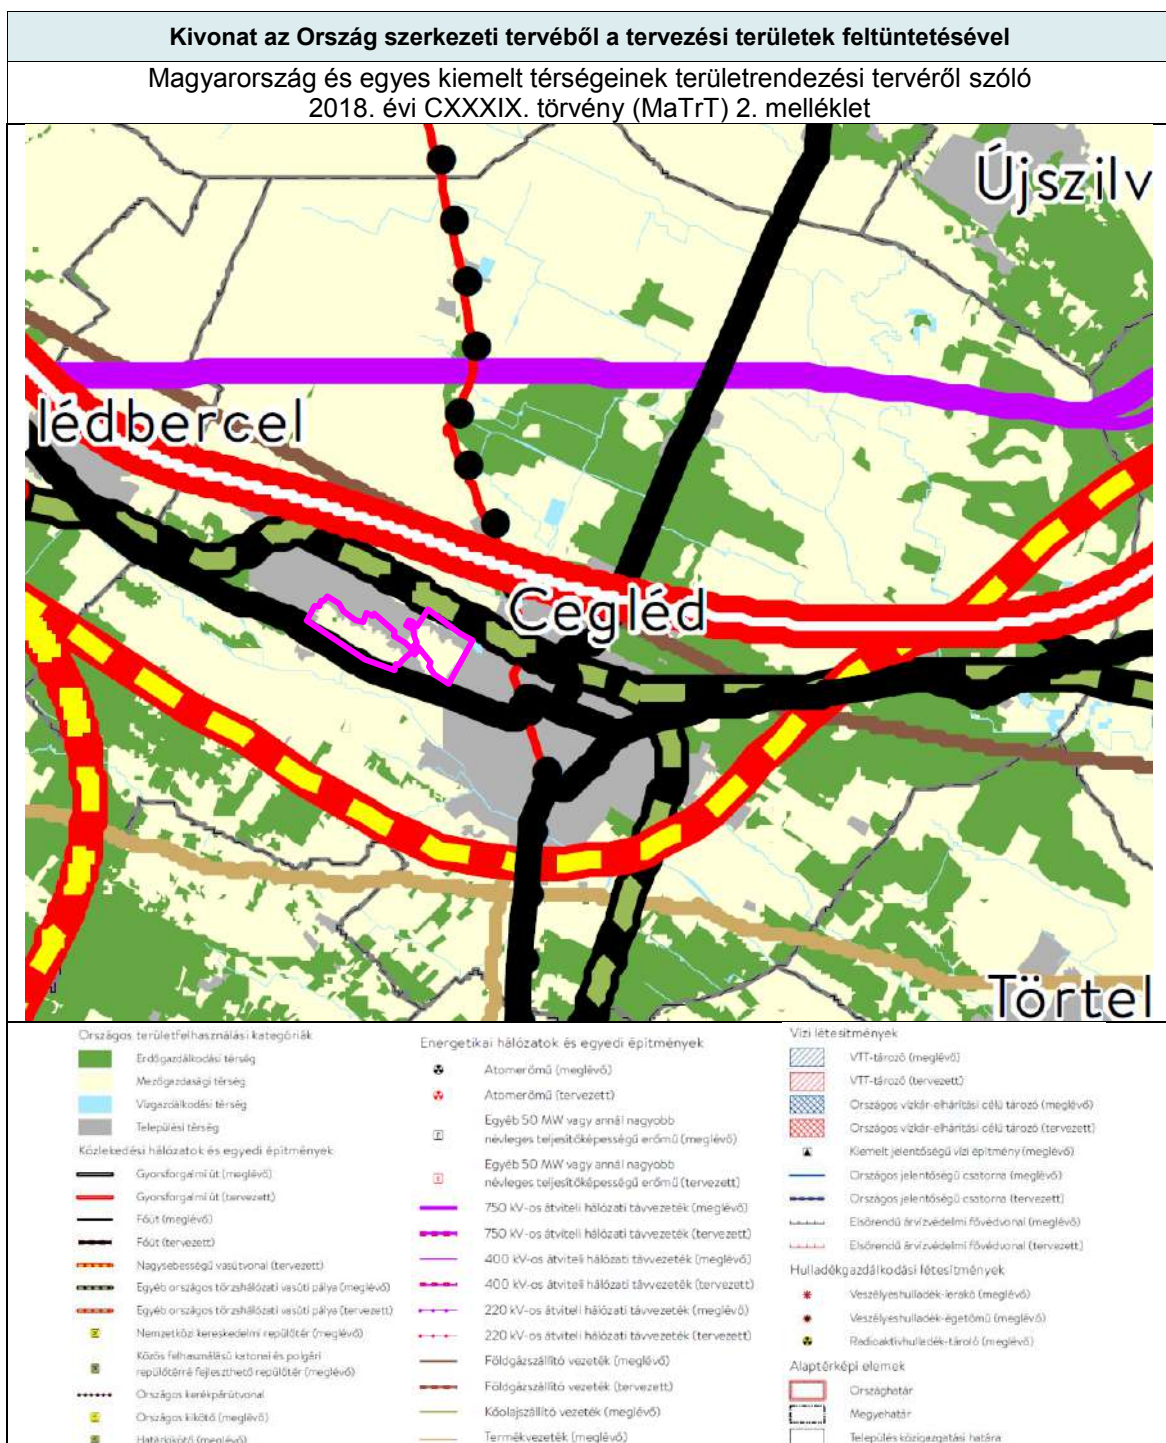 Kivonat az Ország szerkezeti tervéből a tervezési területek feltüntetésével
Magyarország és egyes kiemelt térségeinek területrendezési tervéről szóló
2018. évi CXXXIX. törvény (MaTrT) 2. melléklet
Újszilv
lédbercel
Cegléd
Törtel
Országos területfelhasználási kategóriák
Erdőgazdálkodási térség
Mezőgazdasági térség
Vízgazdálkodási térség
Települési térség
Közlekedési hálózatok és egyedi építmények
Gyorsforgalmi út (meglévő)
Gyorsforgalmi út (tervezett)
Főút (meglévő)
Főút (tervezett)
Nagysebességű vasútvonal (tervezett)
Egyéb országos törzshálózati vasúti pálya (meglévő)
Egyéb országos törzshálózati vasúti pálya (tervezett)
Nemzetközi kereskedelmi repülőtér (meglévő)
Közös felhasználású katonai és polgári
repülőtérré fejleszthető repülőtér (meglévő)
Országos kerékpárútvonal
Országos kikötő (meglévő)
Határkikötő (meglévő)
Energetikai hálózatok és egyedi építmények
Atomerőmű (meglévő)
Atomerőmű (tervezett)
Egyéb 50 MW vagy annál nagyobb
névleges teljesítőképességű erőmű (meglévő)
Egyéb 50 MW vagy annál nagyobb
névleges teljesítőképességű erőmű (tervezett)
750 kV-os átviteli hálózati távvezeték (meglévő)
750 kV-os átviteli hálózati távvezeték (tervezett)
400 kV-os átviteli hálózati távvezeték (meglévő)
400 kV-os átviteli hálózati távvezeték (tervezett)
220 kV-os átviteli hálózati távvezeték (meglévő)
220 kV-os átviteli hálózati távvezeték (tervezett)
Földgázszállító vezeték (meglévő)
Földgázszállító vezeték (tervezett)
Kőolajszállító vezeték (meglévő)
Termékvezeték (meglévő)
Vízi létesítmények
VTT-tározó (meglévő)
VTT-tározó (tervezett)
Országos vízkár-elhárítási célú tározó (meglévő)
Országos vízkár-elhárítási célú tározó (tervezett)
Kiemelt jelentőségű vízi építmény (meglévő)
Országos jelentőségű csatorna (meglévő)
Országos jelentőségű csatorna (tervezett)
Elsőrendű árvízvédelmi fővédvonal (meglévő)
Elsőrendű árvízvédelmi fővédvonal (tervezett)
Hulladékgazdálkodási létesítmények
Veszélyeshulladék-lerakó (meglévő)
Veszélyeshulladék-égetőmű (meglévő)
Radioaktívhulladék-tároló (meglévő)
Alaptérképi elemek
Országhatár
Megyehatár
Település közigazgatási határa